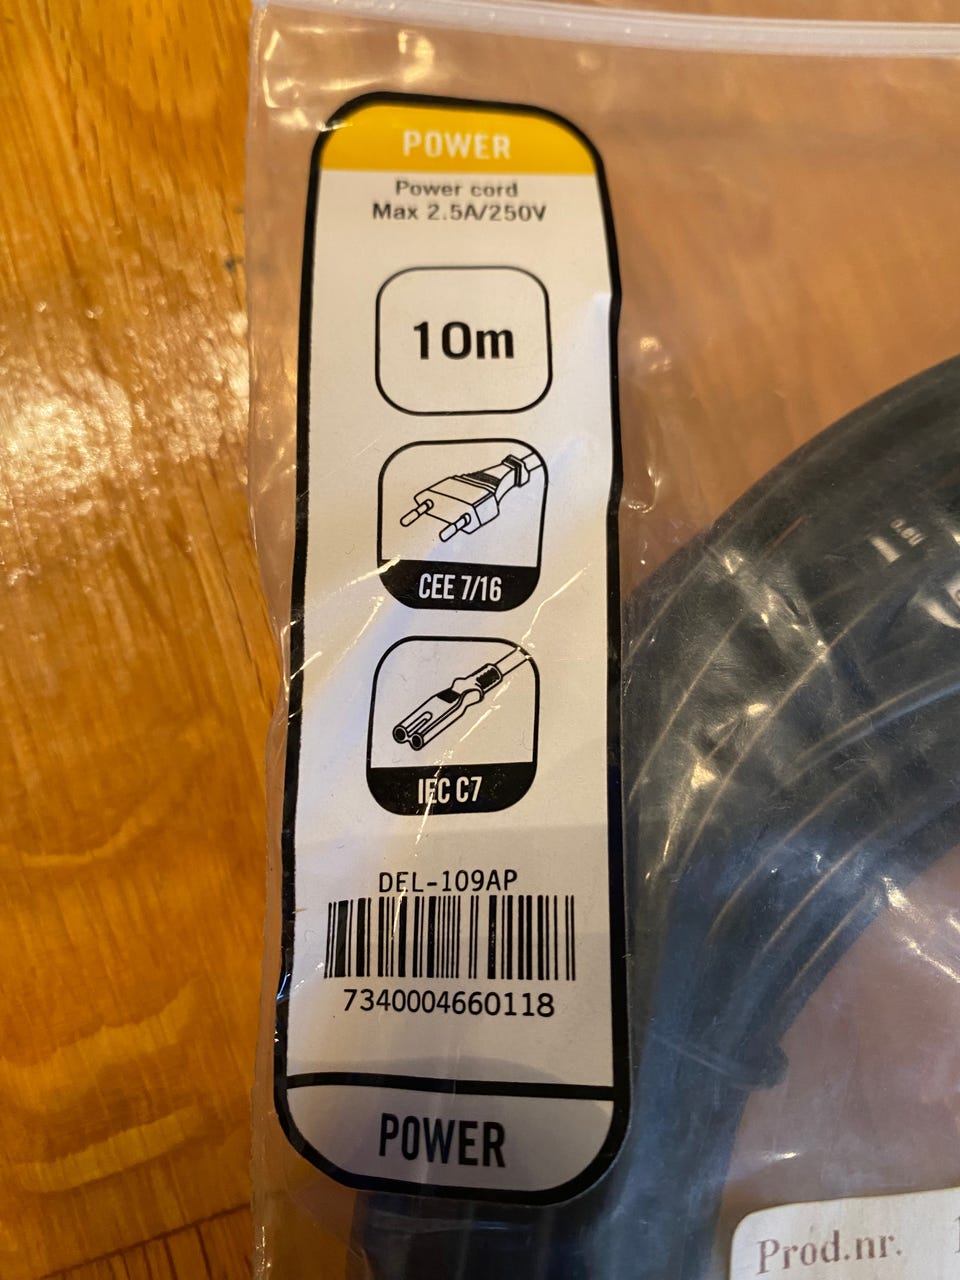 POWER
Power cord
Max 2.5A/250V
10m
CEE 7/16
IEC C7
DEL-109AP
7340004660118
POWER
Prod.nr.